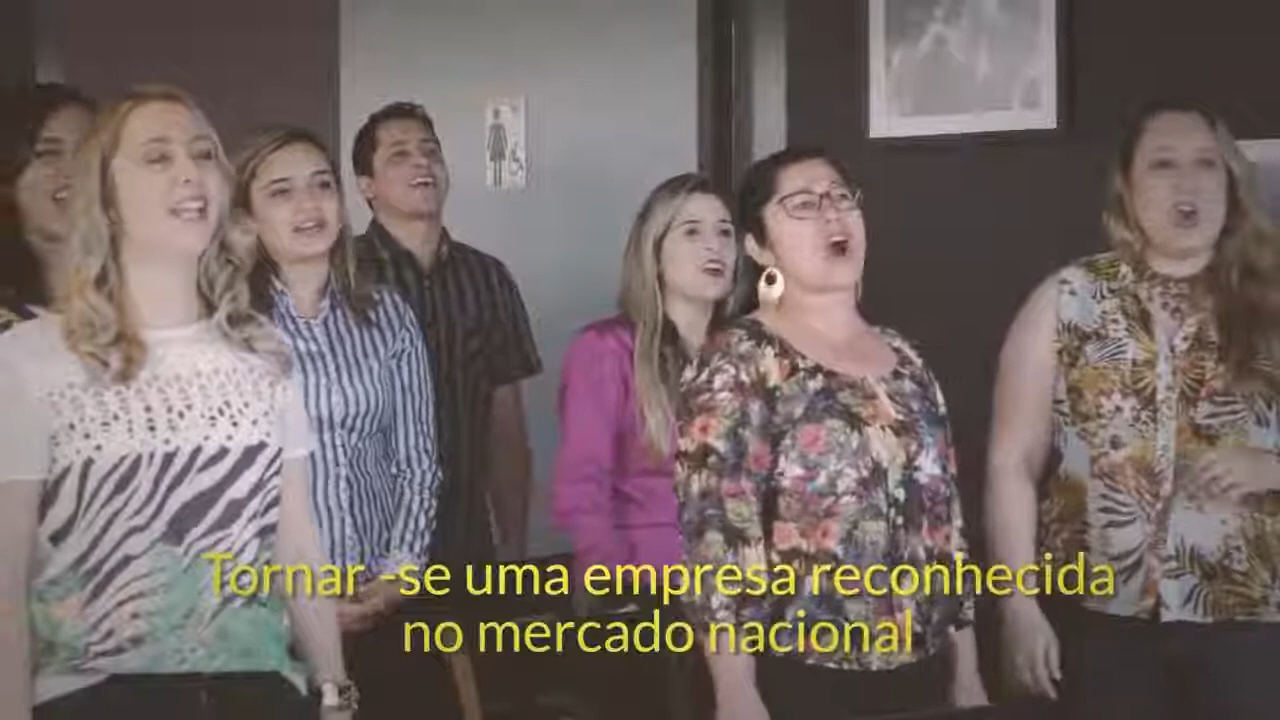 Tornar -se uma empresa reconhecida
no mercado nacional